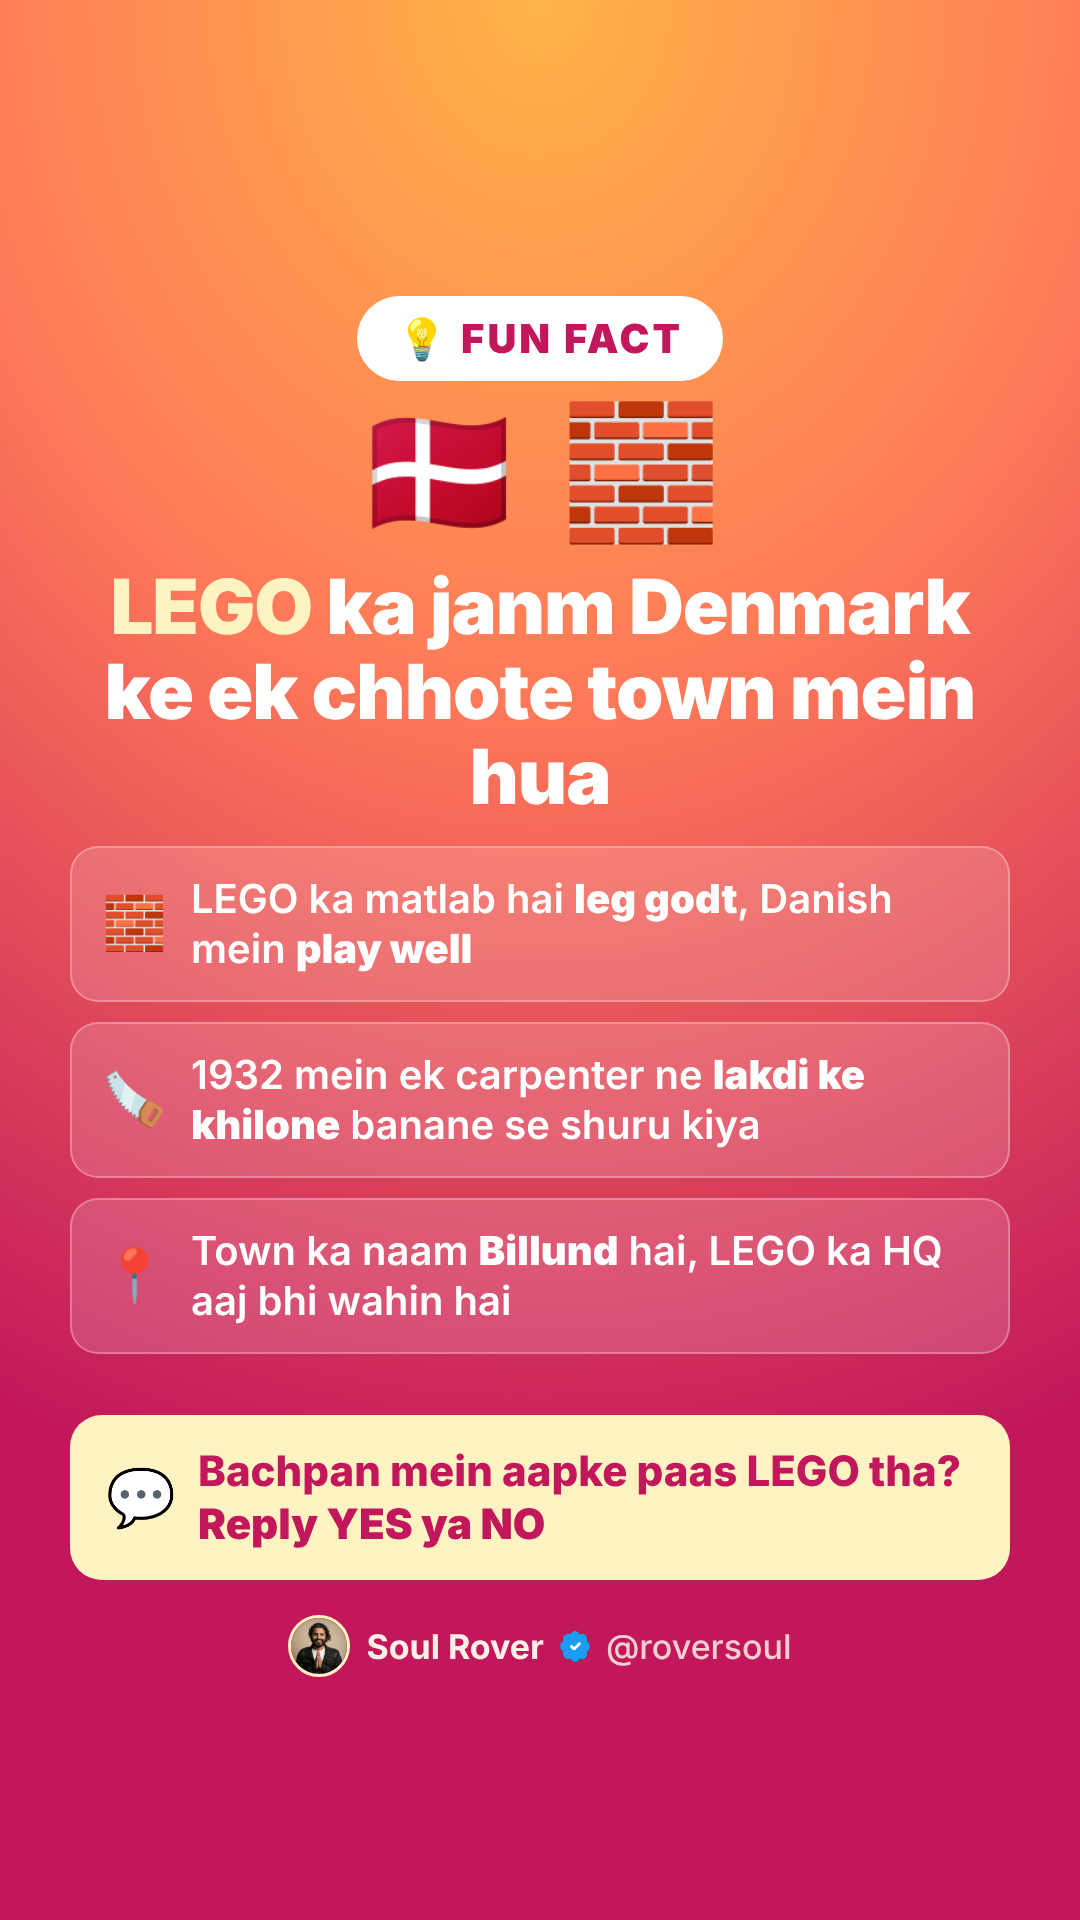 💡 FUN FACT
LEGO ka janm Denmark
ke ek chhote town mein
hua
LEGO ka matlab hai leg godt, Danish
mein play well
1932 mein ek carpenter ne lakdi ke
khilone banane se shuru kiya
Town ka naam Billund hai, LEGO ka HQ
aaj bhi wahin hai
Bachpan mein aapke paas LEGO tha?
Reply YES ya NO
Soul Rover @roversoul